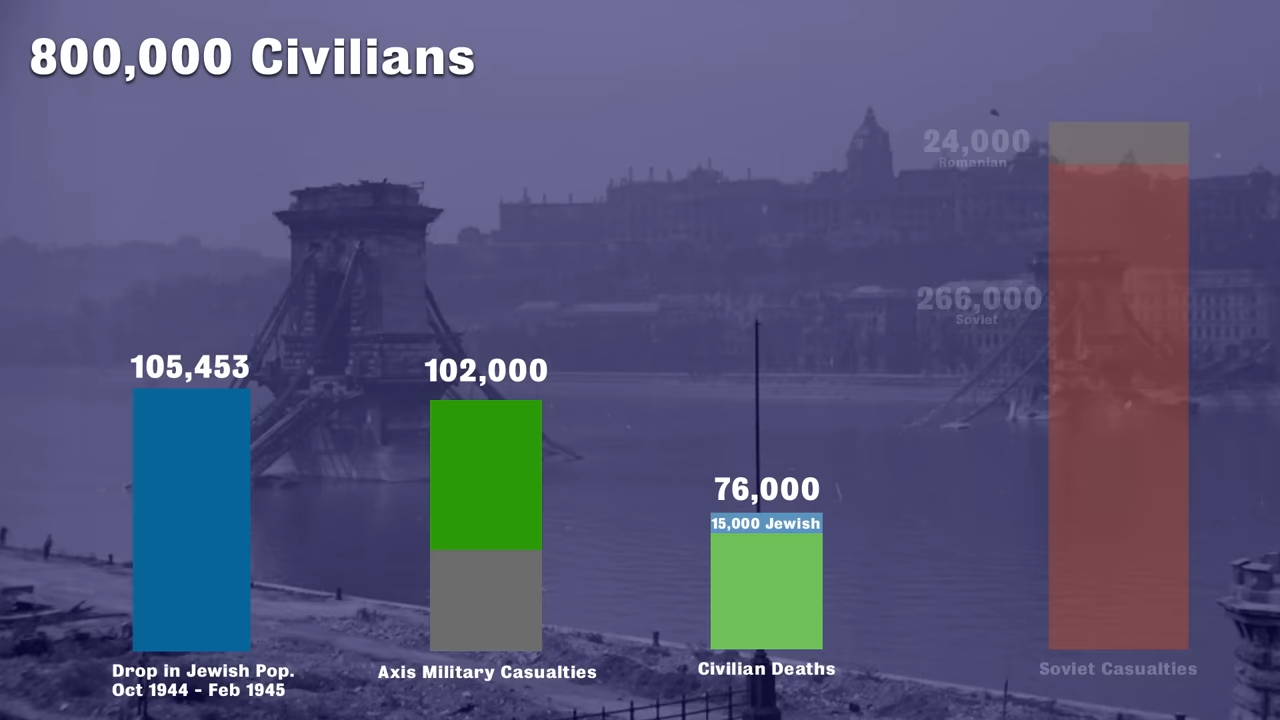 800,000 Civilians
24,000
Romanian
266,000
Soviet
105,453
102,000
76,000
15,000 Jewish
Drop in Jewish Pop.
Oct 1944 - Feb 1945
Axis Military Casualties
Civilian Deaths
Soviet Casualties